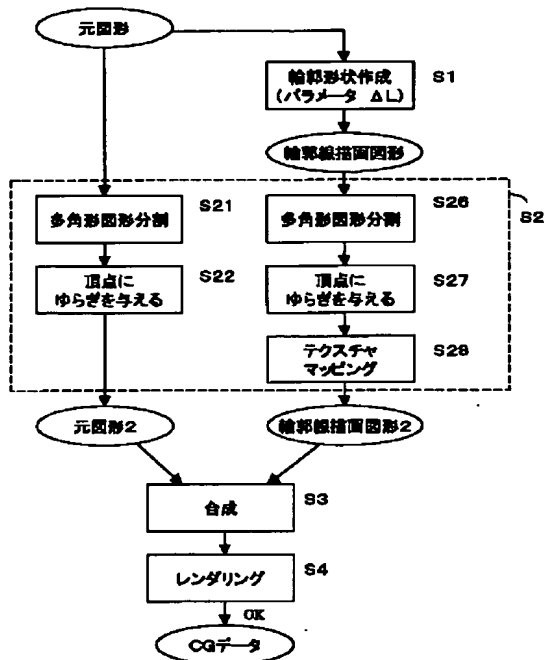 元図形
輪郭形状作成
(パラメータ ΔL)
S1
輪郭線描画図形
S2
多角形図形分割
S21
多角形図形分割
S26
頂点に
ゆらぎを与える
S22
頂点に
ゆらぎを与える
S27
テクスチャ
マッピング
S28
元図形2
輪郭線描画図形2
合成
S3
レンダリング
S4
OK
CGデータ